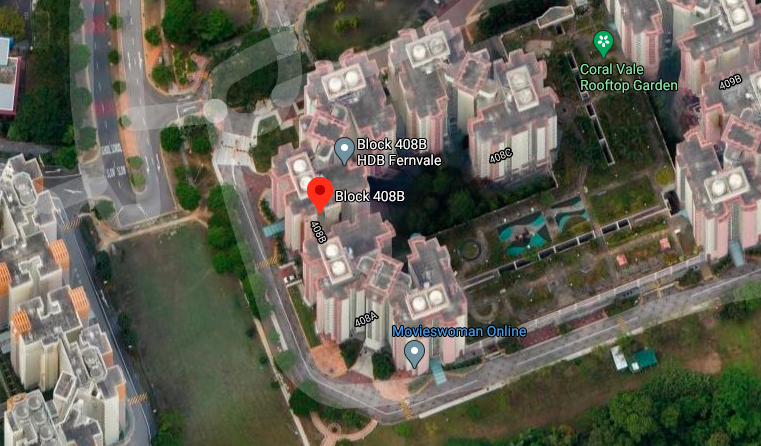 Coral Vale
Rooftop Garden
409B
Block 408B
HDB Fernvale
408C
Block 408B
408B
408A
Movieswoman Online